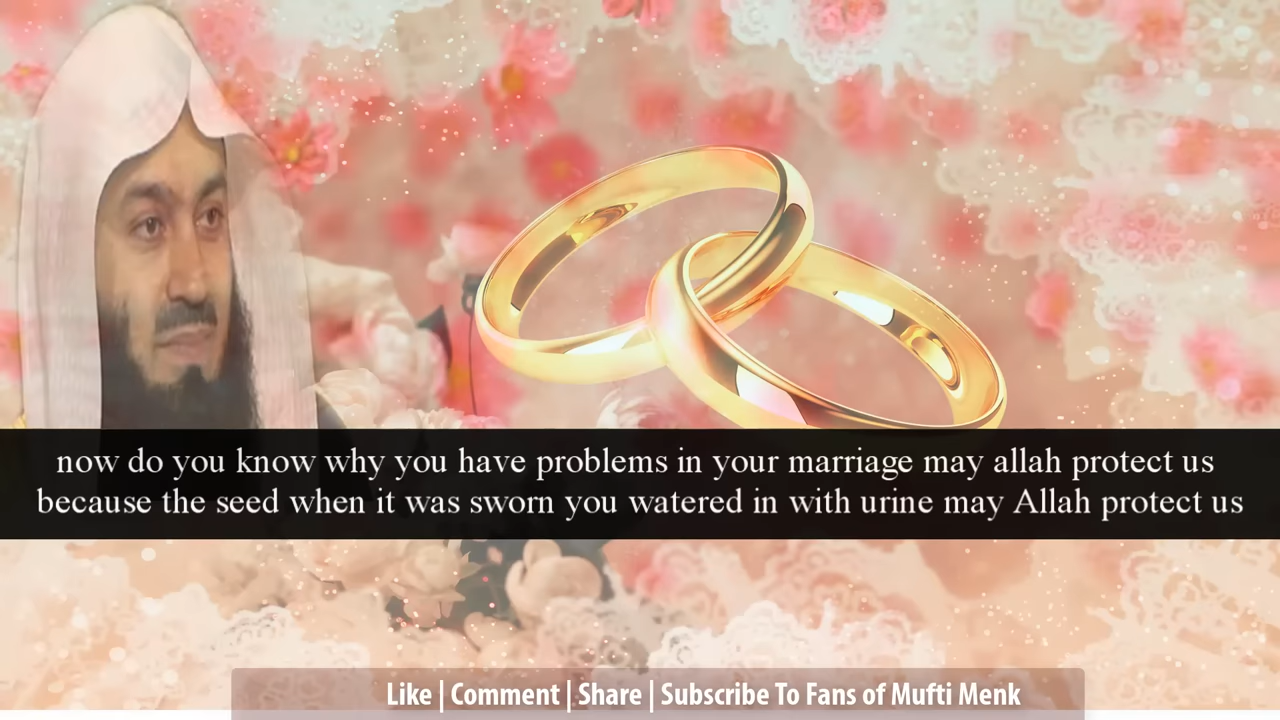 now do you know why you have problems in your marriage may allah protect us
because the seed when it was sworn you watered in with urine may Allah protect us
Like | Comment | Share | Subscribe To Fans of Mufti Menk